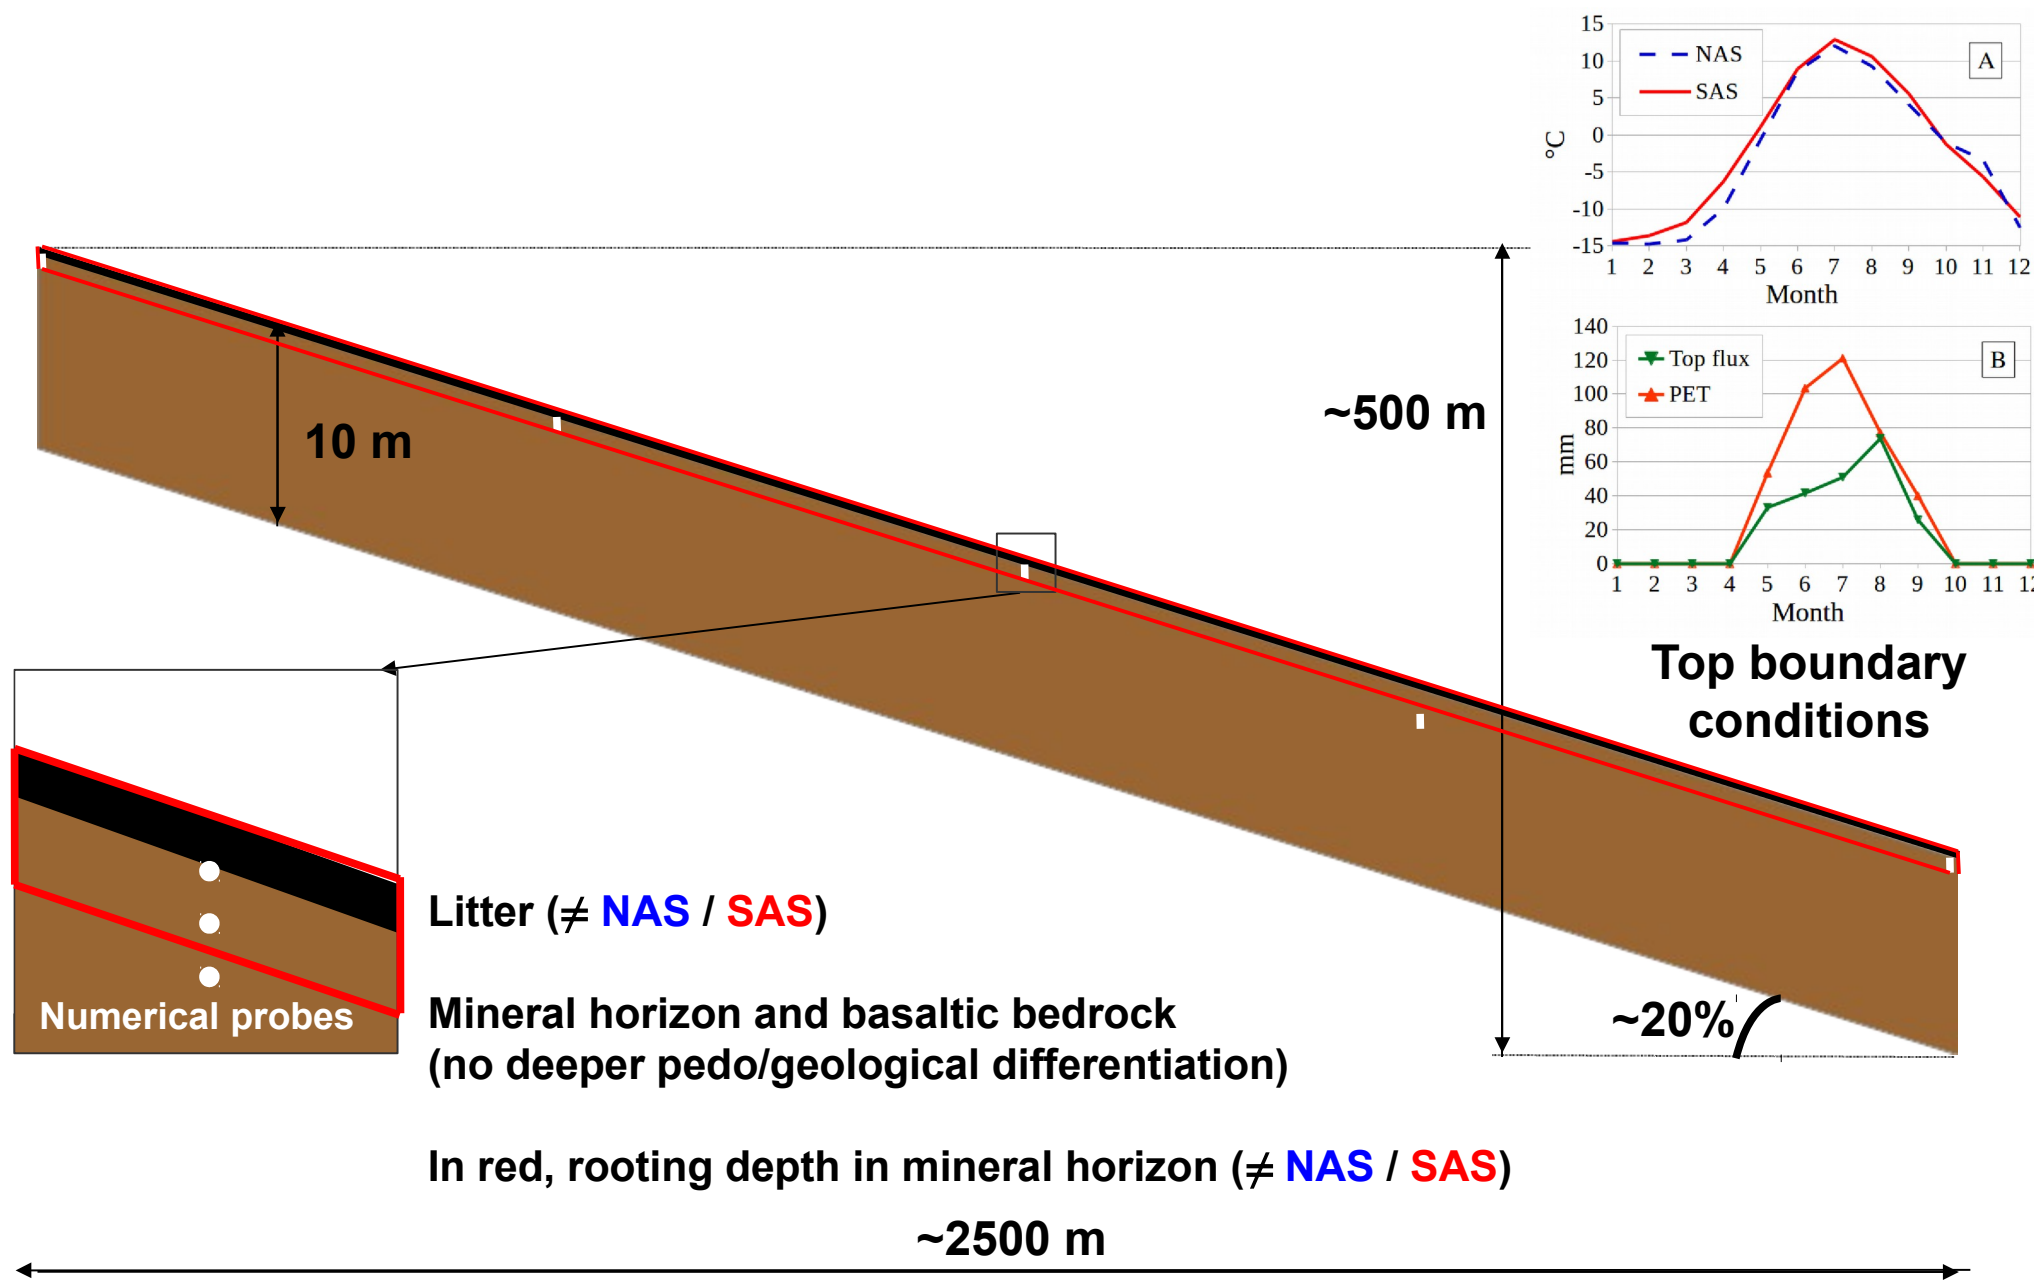 15
10
5
0
-5
-10
-15
°C
NAS
SAS
A
1 2 3 4 5 6 7 8 9 10 11 12
Month
140
120
100
80
60
40
20
0
mm
Top flux
PET
B
1 2 3 4 5 6 7 8 9 10 11 12
Month
Top boundary
conditions
10 m
~500 m
~20%
Numerical probes
Litter (≠ NAS / SAS)
Mineral horizon and basaltic bedrock
(no deeper pedo/geological differentiation)
In red, rooting depth in mineral horizon (≠ NAS / SAS)
~2500 m